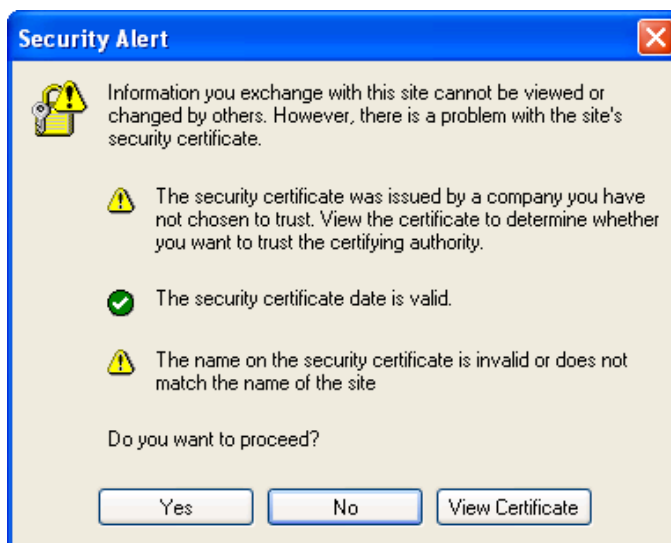 Security Alert
Information you exchange with this site cannot be viewed or
changed by others. However, there is a problem with the site's
security certificate.
The security certificate was issued by a company you have
not chosen to trust. View the certificate to determine whether
you want to trust the certifying authority.
The security certificate date is valid.
The name on the security certificate is invalid or does not
match the name of the site
Do you want to proceed?
Yes No View Certificate